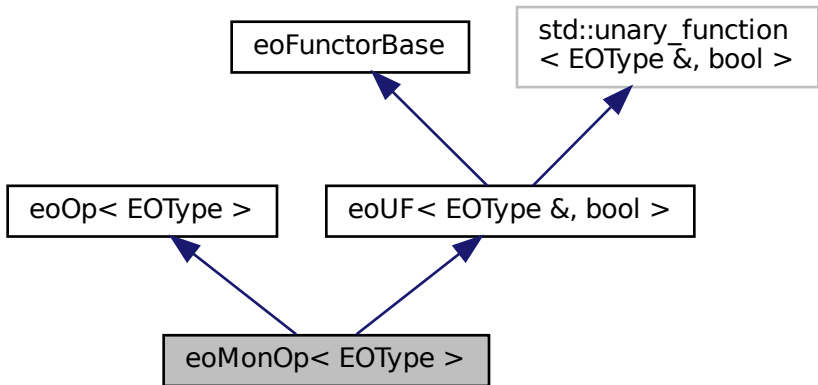 eoFunctorBase
std::unary_function
< EOType &, bool >
eoOp< EOType >
eoUF< EOType &, bool >
eoMonOp< EOType >